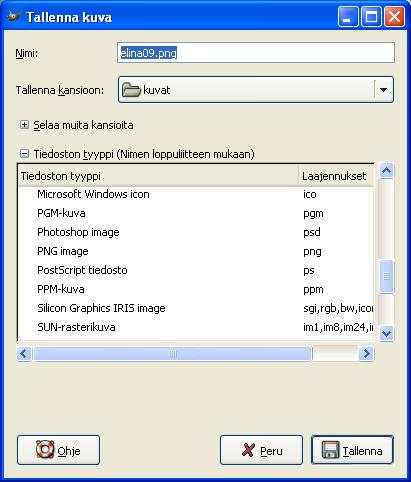 Tallenna kuva
Nimi: elina09.png
Tallenna kansioon: kuvat
Selaa muita kansioita
Tiedoston tyyppi (Nimen loppuliitteen mukaan)
Tiedoston tyyppi Laajennukset
Microsoft Windows icon ico
PGM-kuva pgm
Photoshop image psd
PNG image png
PostScript tiedosto ps
PPM-kuva ppm
Silicon Graphics IRIS image sgi,rgb,bw,icon
SUN-rasterikuva im1,im8,im24,im
Ohje Peru Tallenna